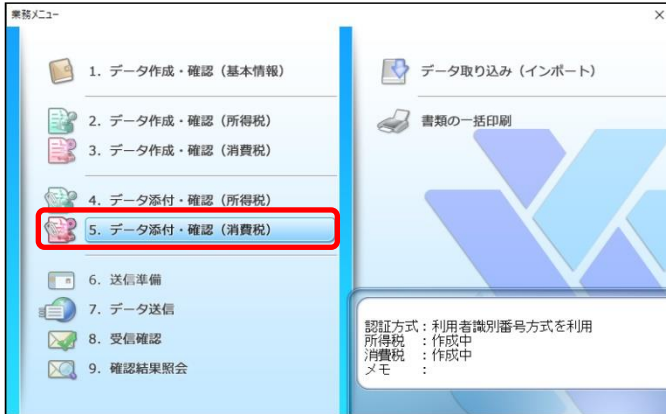 業務メニュー
1. データ作成・確認（基本情報）
2. データ作成・確認（所得税）
3. データ作成・確認（消費税）
4. データ添付・確認（所得税）
5. データ添付・確認（消費税）
6. 送信準備
7. データ送信
8. 受信確認
9. 確認結果照会
データ取り込み（インポート）
書類の一括印刷
認証方式：利用者識別番号方式を利用
所得税　：作成中
消費税　：作成中
メモ　　：